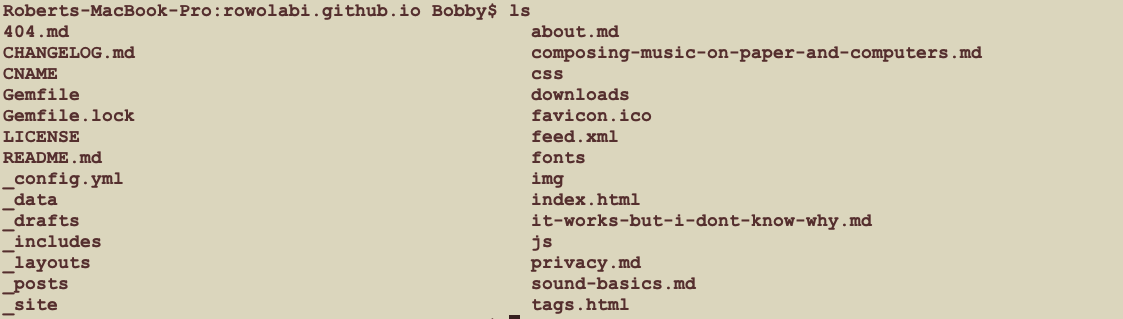 Roberts-MacBook-Pro:rowolabi.github.io Bobby$ ls
404.md about.md
CHANGELOG.md composing-music-on-paper-and-computers.md
CNAME css
Gemfile downloads
Gemfile.lock favicon.ico
LICENSE feed.xml
README.md fonts
_config.yml img
_data index.html
_drafts it-works-but-i-dont-know-why.md
_includes js
_layouts privacy.md
_posts sound-basics.md
_site tags.html